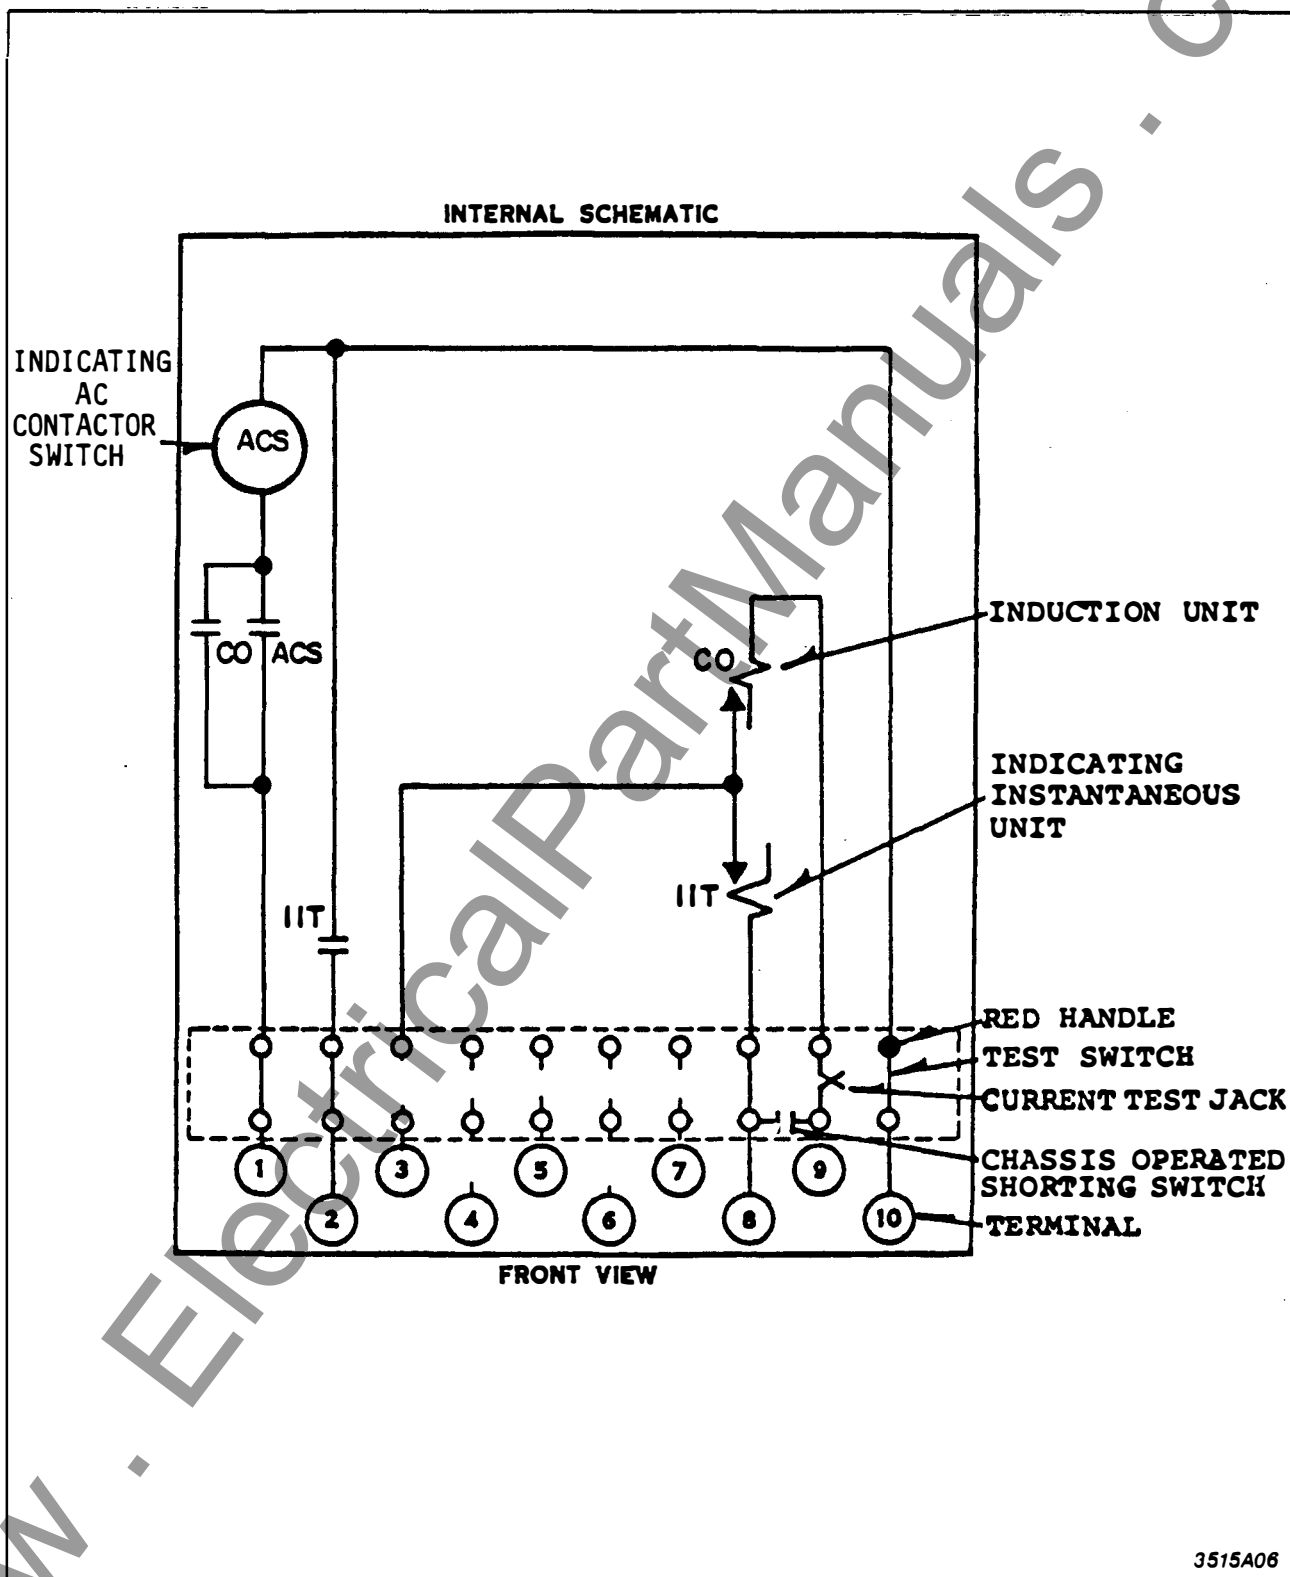 INTERNAL SCHEMATIC
INDICATING
AC
CONTACTOR
SWITCH
ACS
CO ACS
CO
INDUCTION UNIT
INDICATING
INSTANTANEOUS
UNIT
IIT
IIT
RED HANDLE
TEST SWITCH
CURRENT TEST JACK
CHASSIS OPERATED
SHORTING SWITCH
TERMINAL
1
3
5
7
9
2
4
6
8
10
FRONT VIEW
3515A06
w . ElectricalPartManuals . c